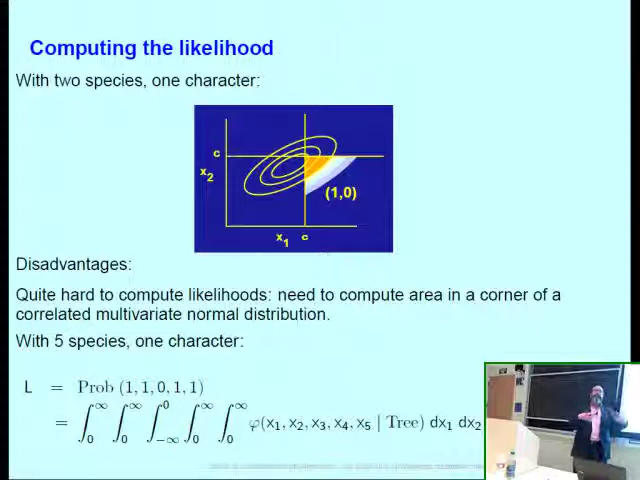 Computing the likelihood
With two species, one character:
c
x2
(1,0)
x1 c
Disadvantages:
Quite hard to compute likelihoods: need to compute area in a corner of a
correlated multivariate normal distribution.
With 5 species, one character:
L = Prob (1, 1, 0, 1, 1)
= ∫₀^∞ ∫₀^∞ ∫₋∞^0 ∫₀^∞ ∫₀^∞ φ(x₁, x₂, x₃, x₄, x₅ | Tree) dx₁ dx₂